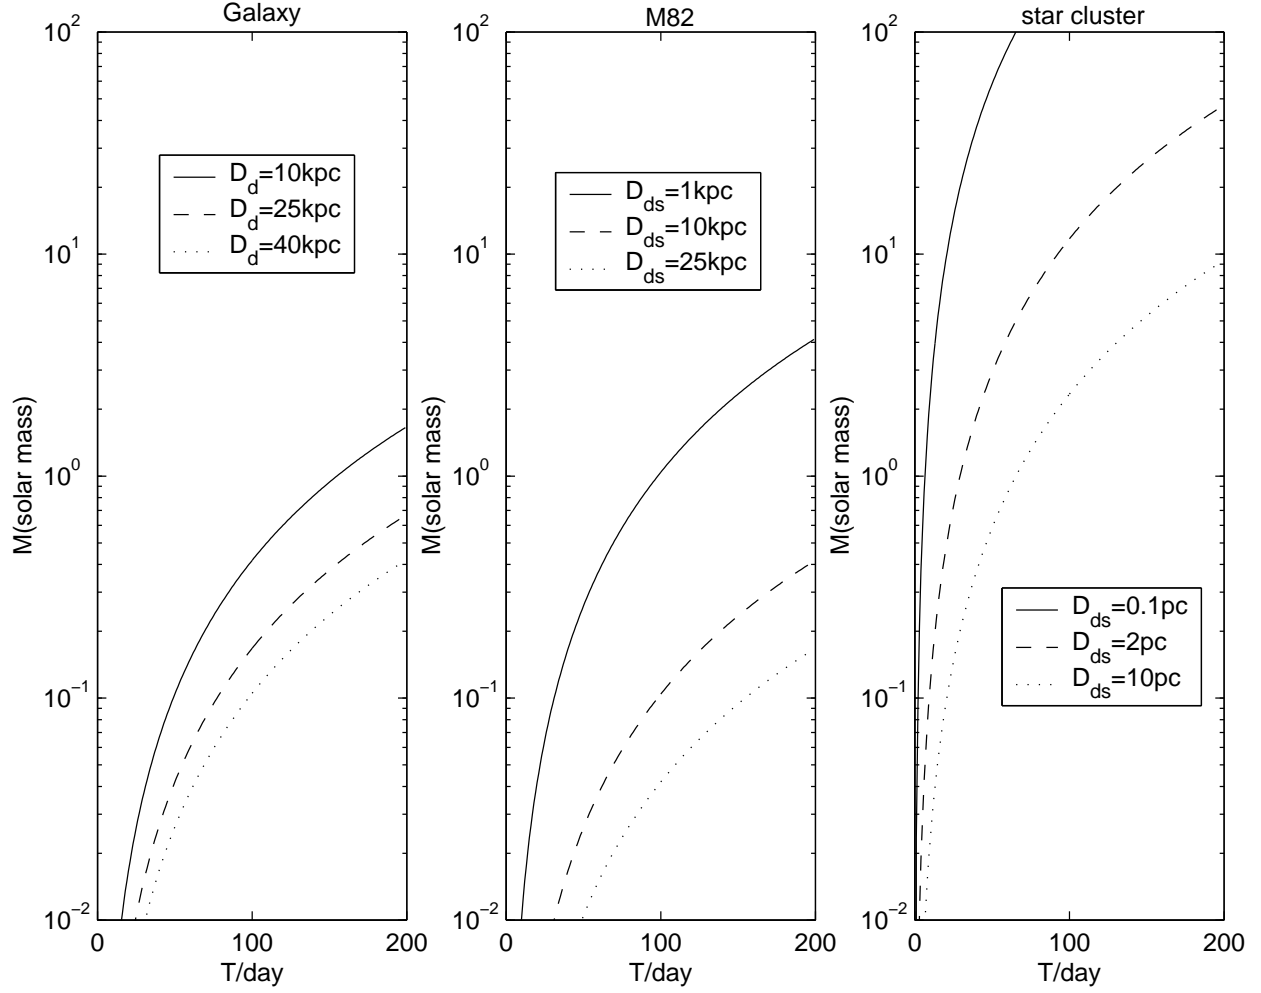 Galaxy
10^2
10^1
10^0
10^−1
10^−2
M(solar mass)
D_d=10kpc
D_d=25kpc
D_d=40kpc
0 100 200
T/day
M82
10^2
10^1
10^0
10^−1
10^−2
M(solar mass)
D_ds=1kpc
D_ds=10kpc
D_ds=25kpc
0 100 200
T/day
star cluster
10^2
10^1
10^0
10^−1
10^−2
M(solar mass)
D_ds=0.1pc
D_ds=2pc
D_ds=10pc
0 100 200
T/day